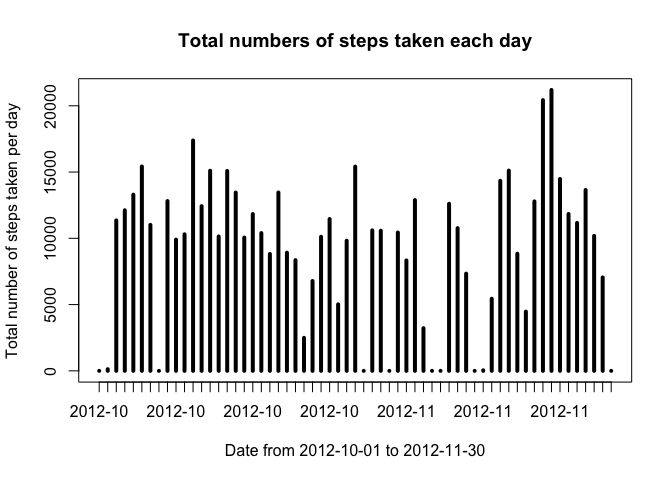 Total numbers of steps taken each day
Total number of steps taken per day
20000
15000
10000
5000
0
2012-10 2012-10 2012-10 2012-10 2012-11 2012-11 2012-11
Date from 2012-10-01 to 2012-11-30